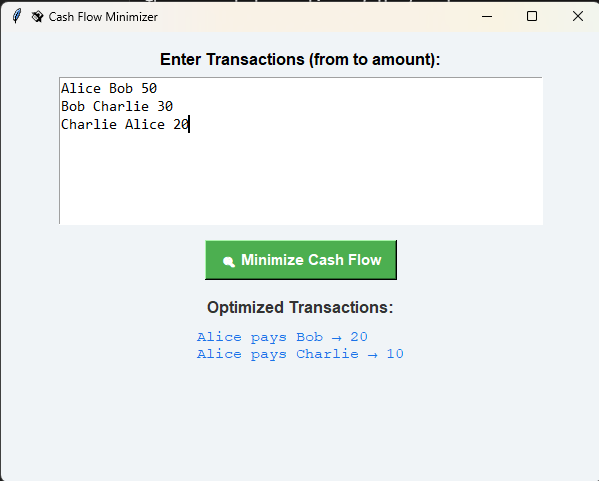 Cash Flow Minimizer
Enter Transactions (from to amount):
Alice Bob 50
Bob Charlie 30
Charlie Alice 20
Minimize Cash Flow
Optimized Transactions:
Alice pays Bob → 20
Alice pays Charlie → 10